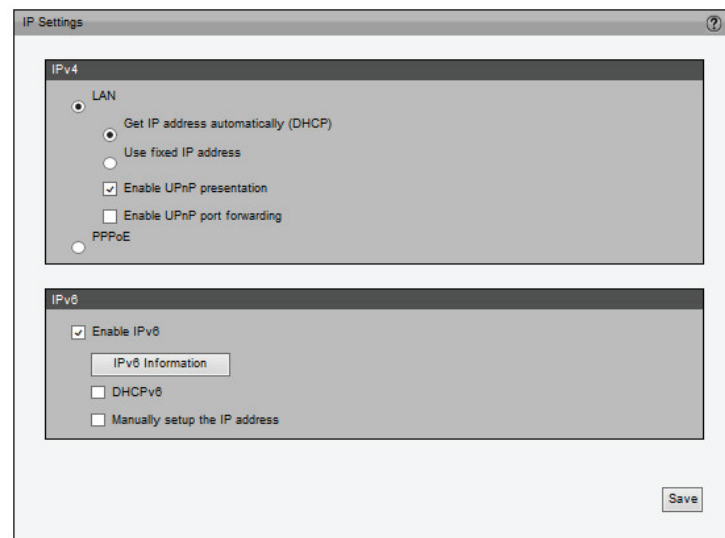 IP Settings
?
IPv4
LAN
Get IP address automatically (DHCP)
Use fixed IP address
Enable UPnP presentation
Enable UPnP port forwarding
PPPoE
IPv6
Enable IPv6
IPv6 Information
DHCPv6
Manually setup the IP address
Save